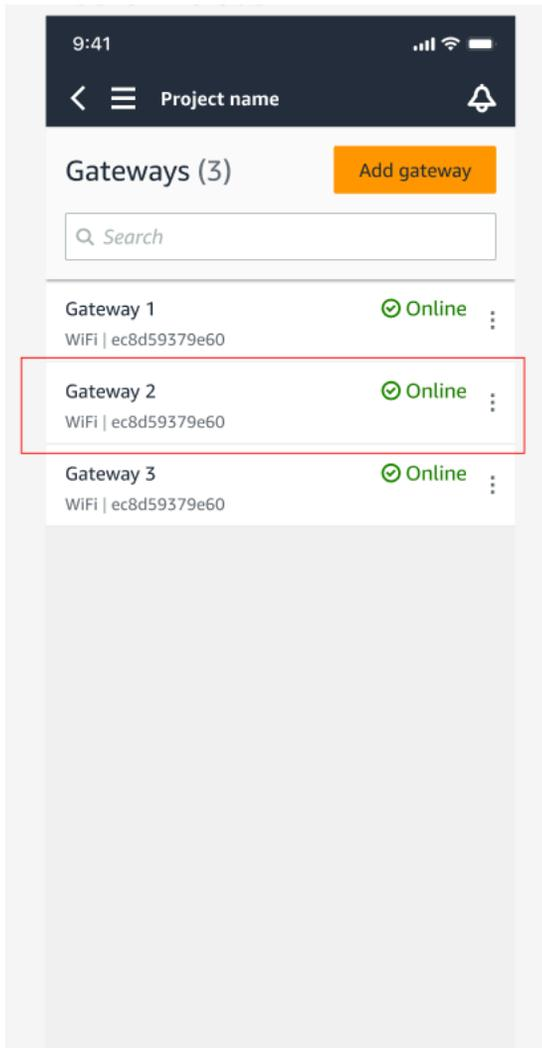 9:41
Project name
Gateways (3)
Add gateway
Search
Gateway 1
Online
WiFi | ec8d59379e60
Gateway 2
Online
WiFi | ec8d59379e60
Gateway 3
Online
WiFi | ec8d59379e60